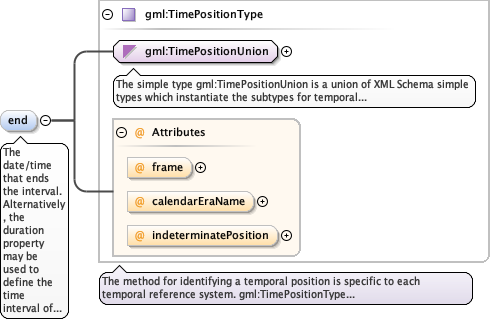 gml:TimePositionType
gml:TimePositionUnion
The simple type gml:TimePositionUnion is a union of XML Schema simple
types which instantiate the subtypes for temporal...
end
The
date/time
that ends
the interval.
Alternatively
, the
duration
property
may be
used to
define the
time
interval of...
@ Attributes
@ frame
@ calendarEraName
@ indeterminatePosition
The method for identifying a temporal position is specific to each
temporal reference system. gml:TimePositionType...